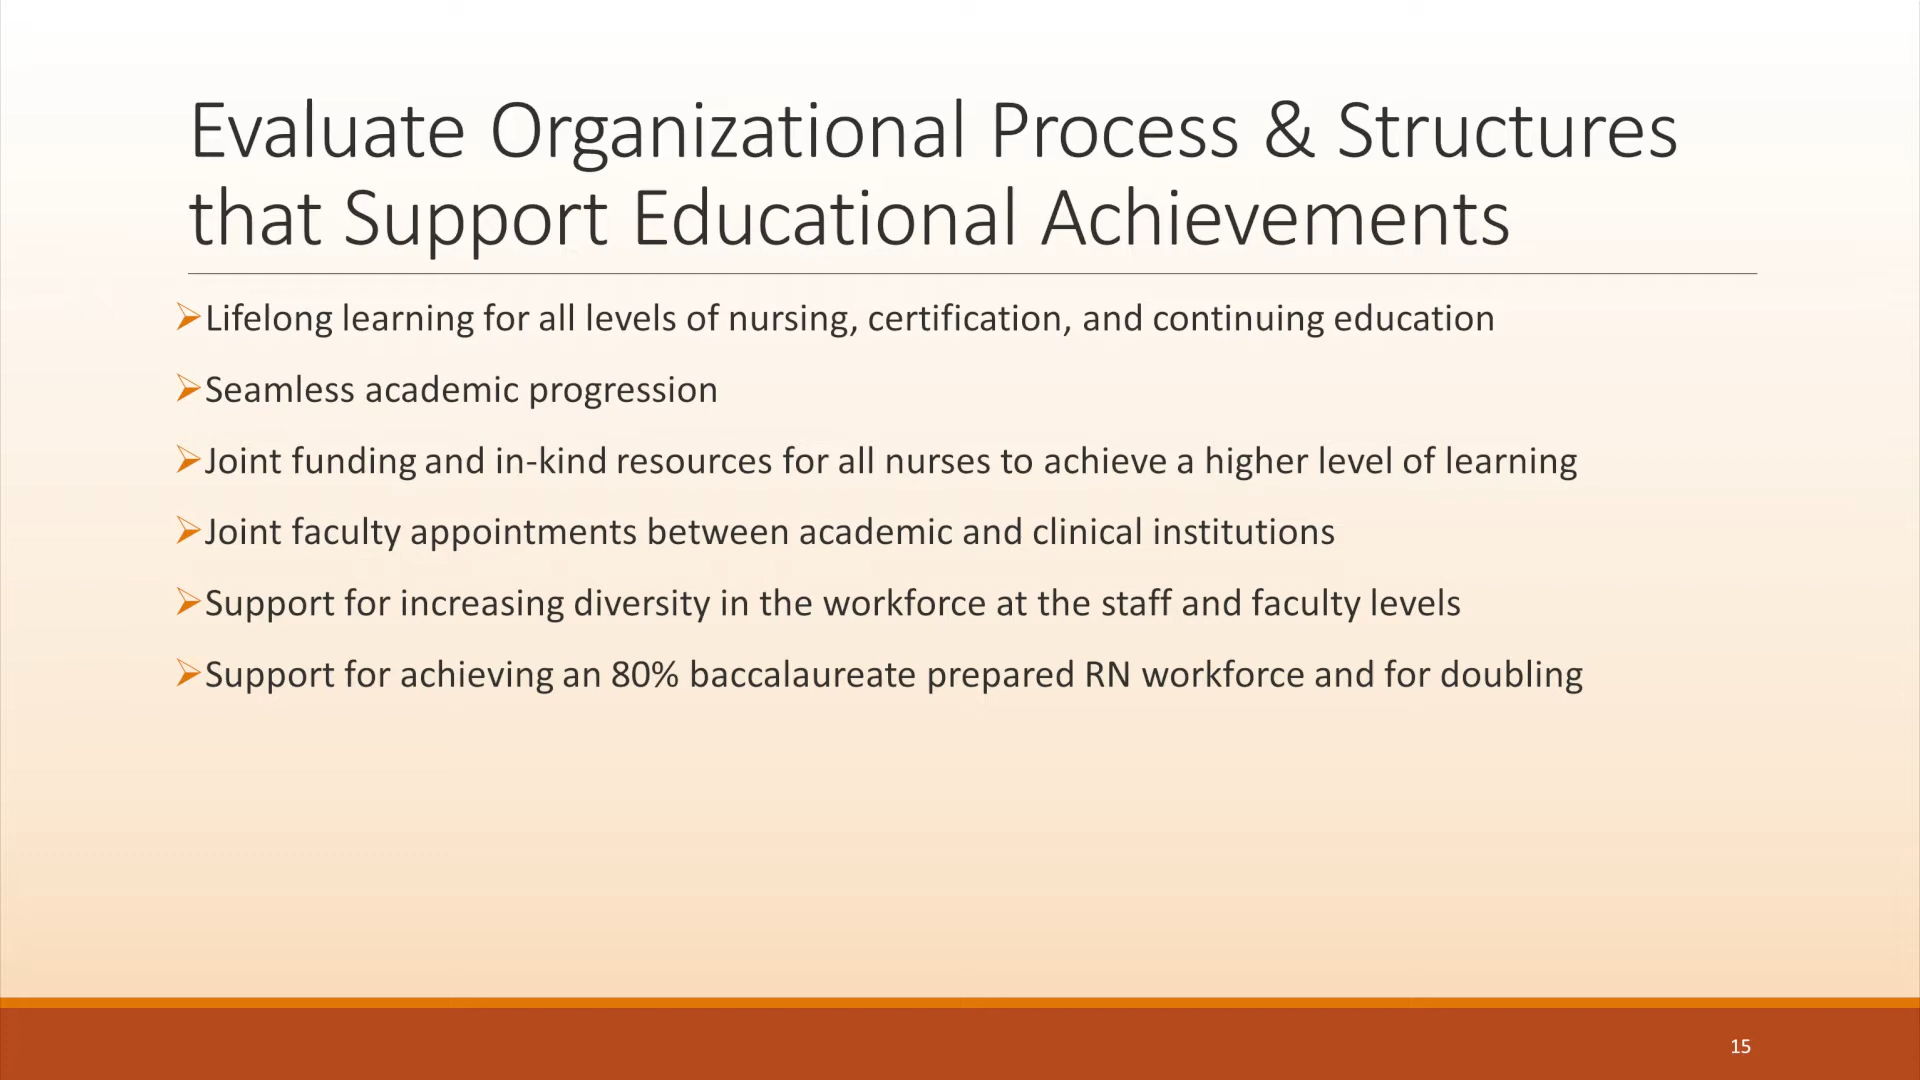 Evaluate Organizational Process & Structures
that Support Educational Achievements
Lifelong learning for all levels of nursing, certification, and continuing education
Seamless academic progression
Joint funding and in-kind resources for all nurses to achieve a higher level of learning
Joint faculty appointments between academic and clinical institutions
Support for increasing diversity in the workforce at the staff and faculty levels
Support for achieving an 80% baccalaureate prepared RN workforce and for doubling
15